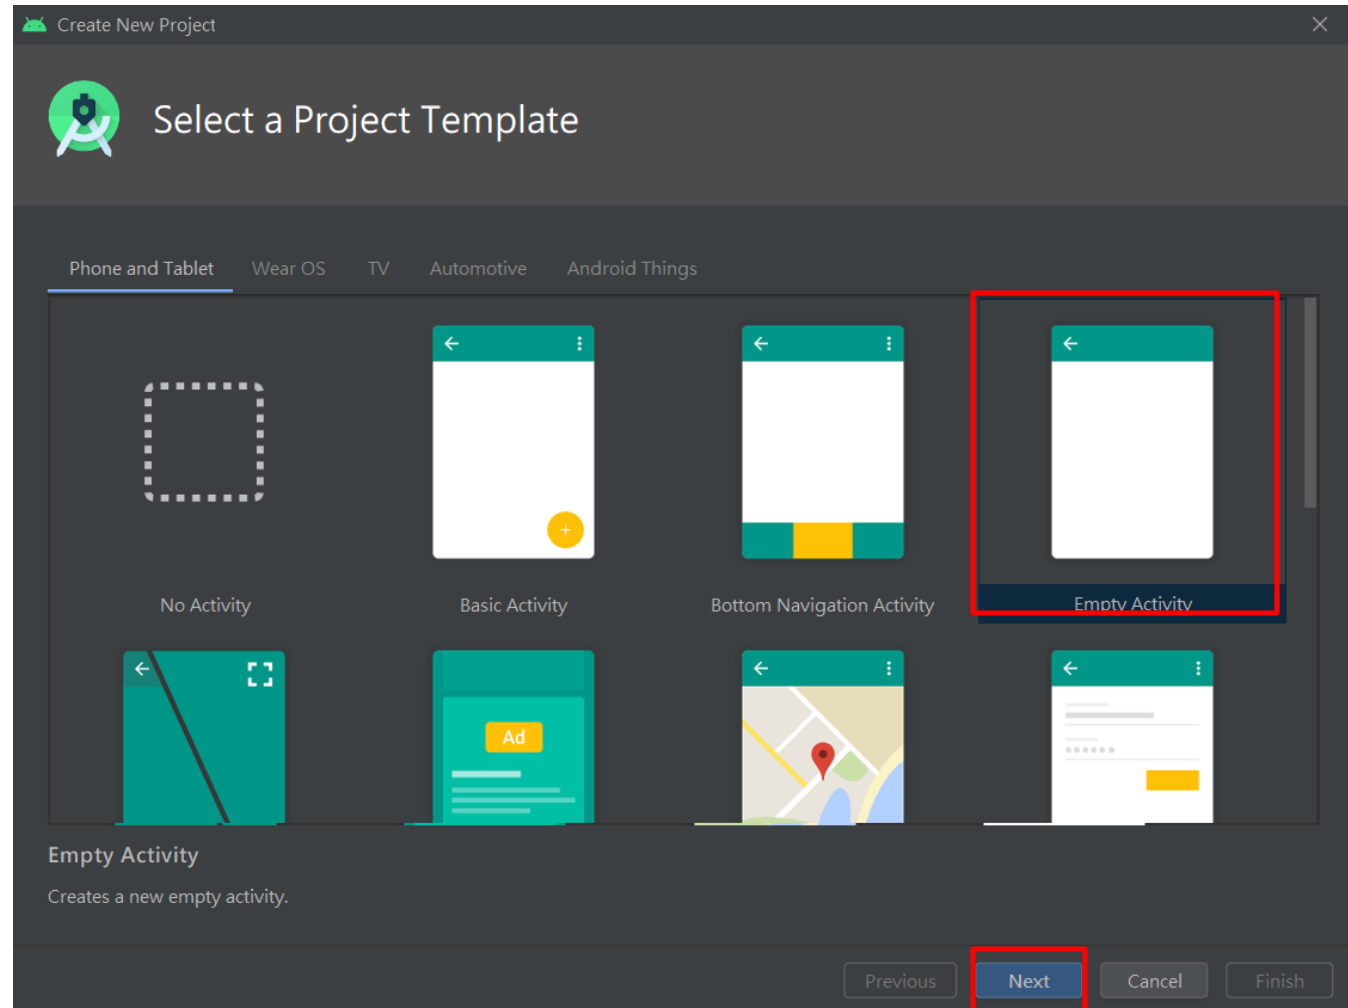 Create New Project
Select a Project Template
Phone and Tablet Wear OS TV Automotive Android Things
No Activity Basic Activity Bottom Navigation Activity Empty Activity
Ad
Empty Activity
Creates a new empty activity.
Previous Next Cancel Finish